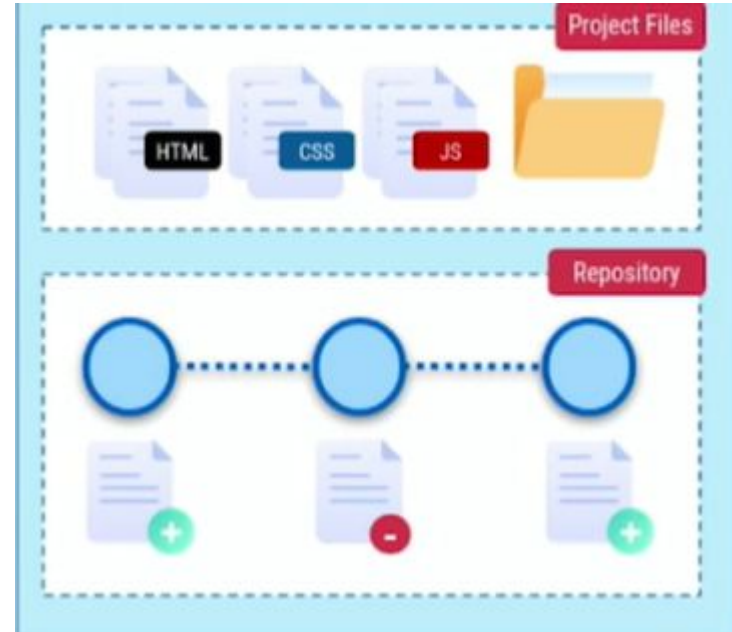 Project Files
HTML
CSS
JS
Repository
+
-
+